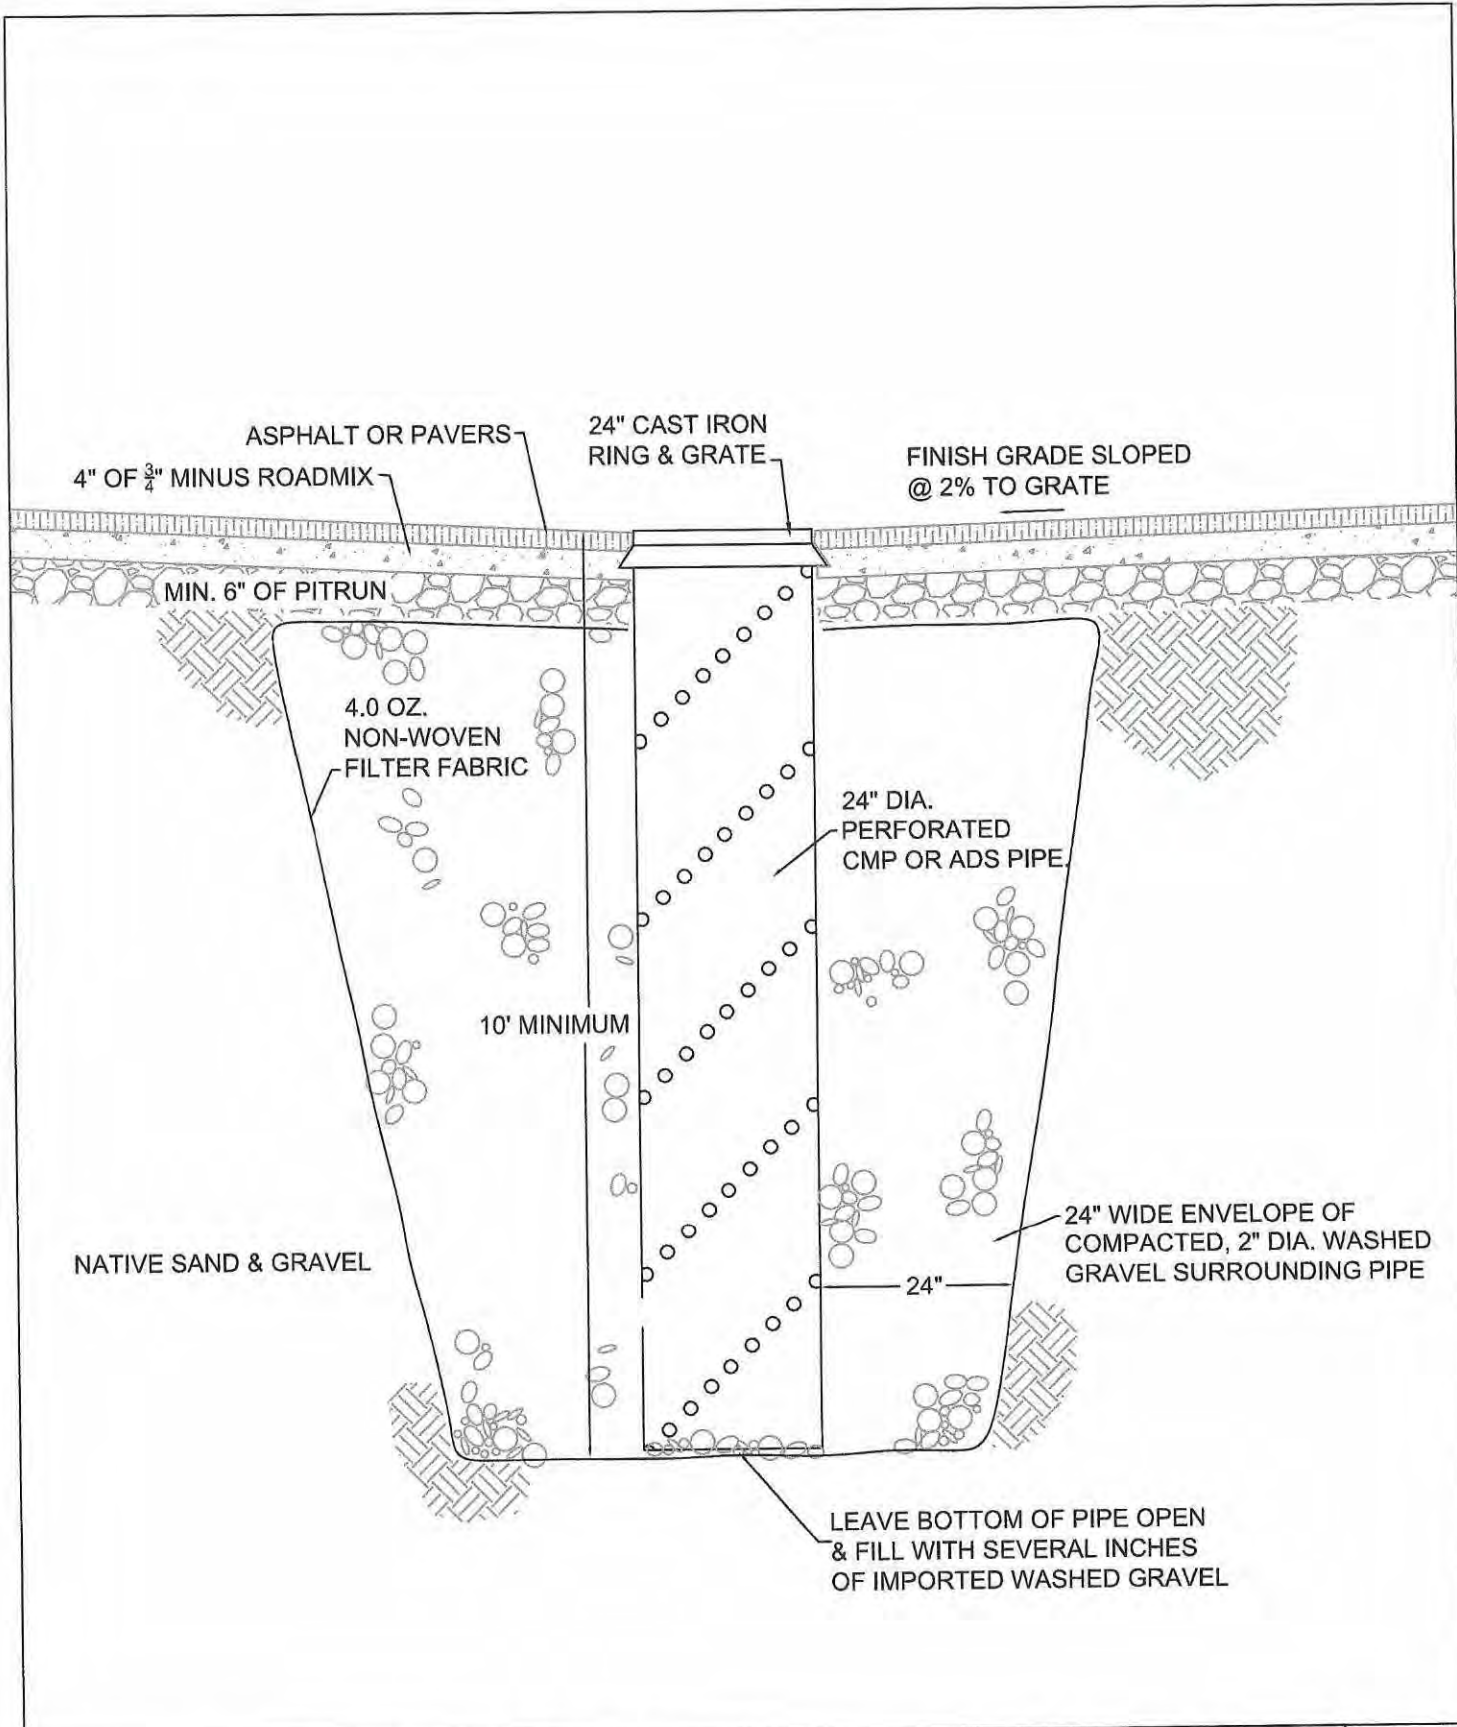 24" CAST IRON
RING & GRATE
ASPHALT OR PAVERS
4" OF 3/4" MINUS ROADMIX
FINISH GRADE SLOPED
@ 2% TO GRATE
MIN. 6" OF PITRUN
4.0 OZ.
NON-WOVEN
FILTER FABRIC
24" DIA.
PERFORATED
CMP OR ADS PIPE.
10' MINIMUM
NATIVE SAND & GRAVEL
24" WIDE ENVELOPE OF
COMPACTED, 2" DIA. WASHED
GRAVEL SURROUNDING PIPE
24"
LEAVE BOTTOM OF PIPE OPEN
& FILL WITH SEVERAL INCHES
OF IMPORTED WASHED GRAVEL